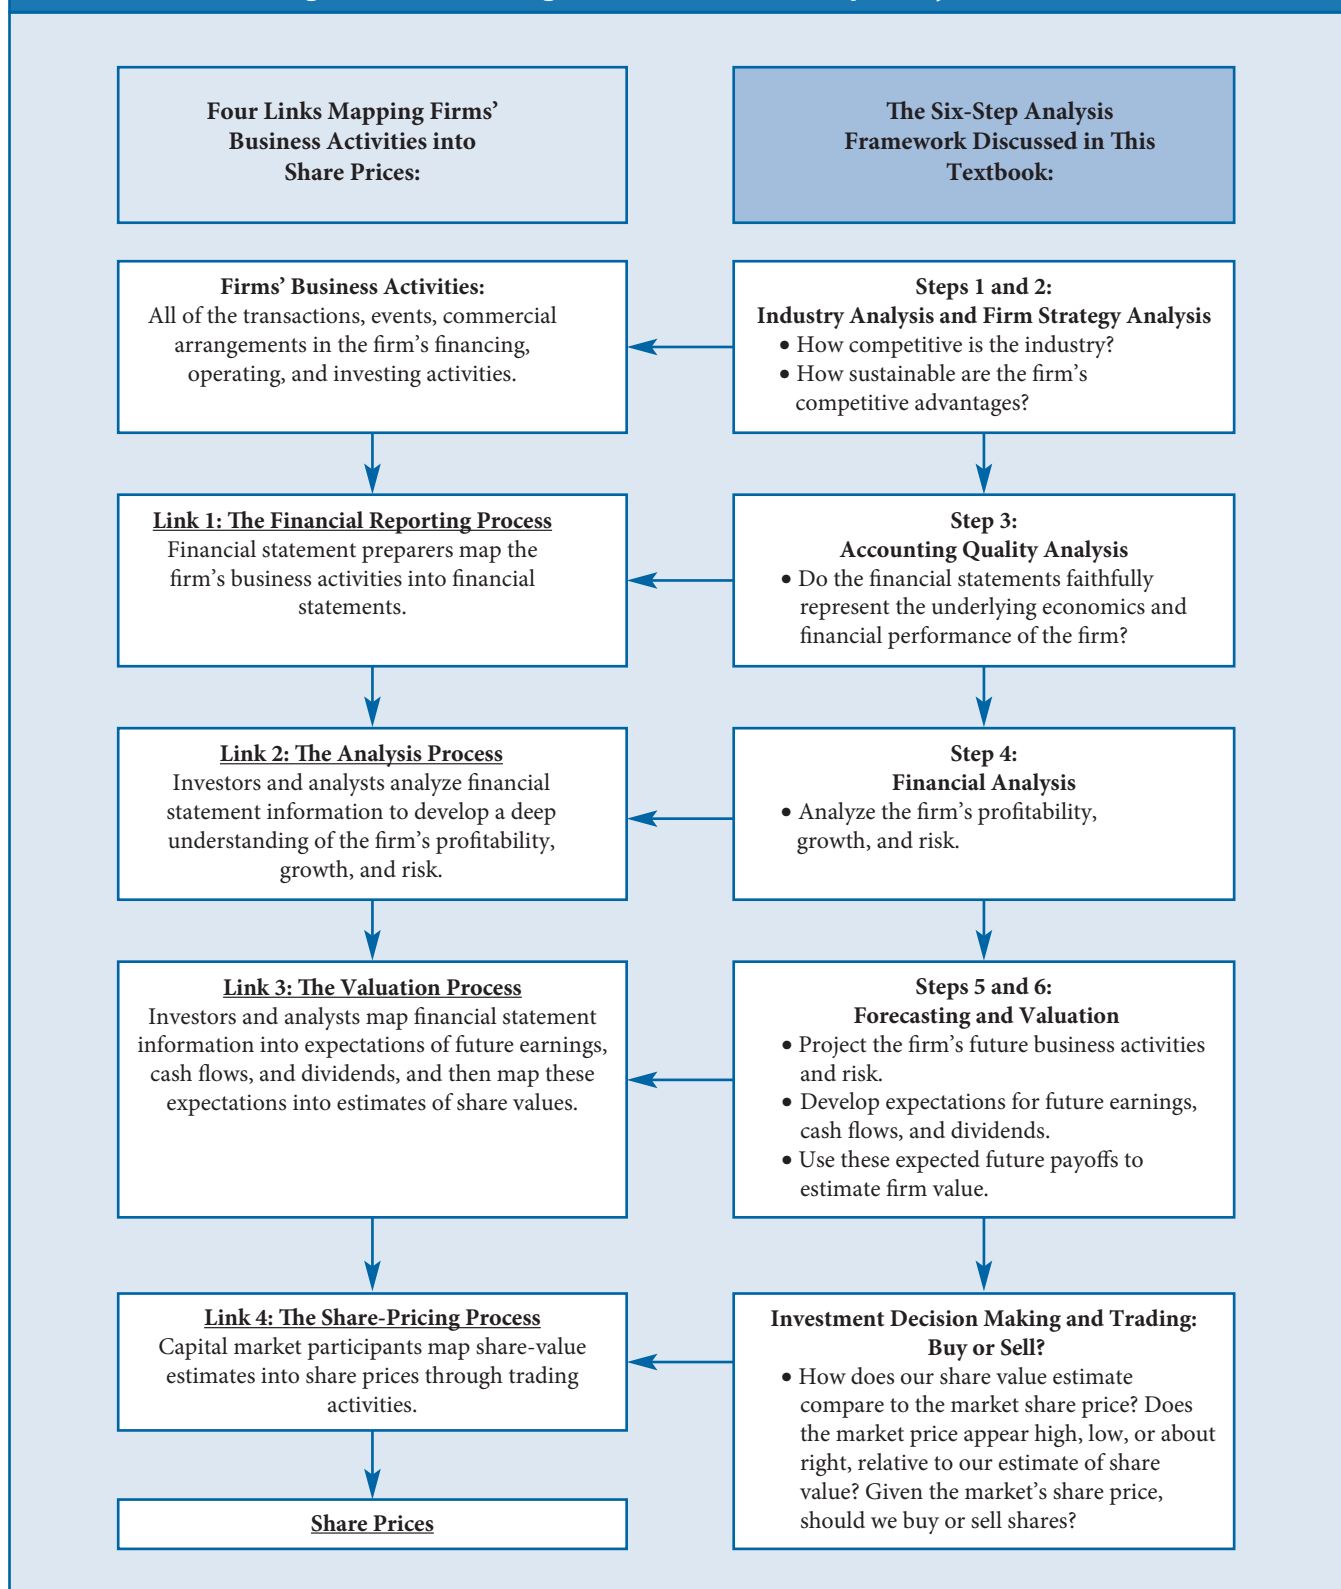 Four Links Mapping Firms’
Business Activities into
Share Prices:
The Six-Step Analysis
Framework Discussed in This
Textbook:
Firms’ Business Activities:
All of the transactions, events, commercial
arrangements in the firm’s financing,
operating, and investing activities.
Steps 1 and 2:
Industry Analysis and Firm Strategy Analysis
• How competitive is the industry?
• How sustainable are the firm’s
competitive advantages?
Link 1: The Financial Reporting Process
Financial statement preparers map the
firm’s business activities into financial
statements.
Step 3:
Accounting Quality Analysis
• Do the financial statements faithfully
represent the underlying economics and
financial performance of the firm?
Link 2: The Analysis Process
Investors and analysts analyze financial
statement information to develop a deep
understanding of the firm’s profitability,
growth, and risk.
Step 4:
Financial Analysis
• Analyze the firm’s profitability,
growth, and risk.
Link 3: The Valuation Process
Investors and analysts map financial statement
information into expectations of future earnings,
cash flows, and dividends, and then map these
expectations into estimates of share values.
Steps 5 and 6:
Forecasting and Valuation
• Project the firm’s future business activities
and risk.
• Develop expectations for future earnings,
cash flows, and dividends.
• Use these expected future payoffs to
estimate firm value.
Link 4: The Share-Pricing Process
Capital market participants map share-value
estimates into share prices through trading
activities.
Investment Decision Making and Trading:
Buy or Sell?
• How does our share value estimate
compare to the market share price? Does
the market price appear high, low, or about
right, relative to our estimate of share
value? Given the market’s share price,
should we buy or sell shares?
Share Prices